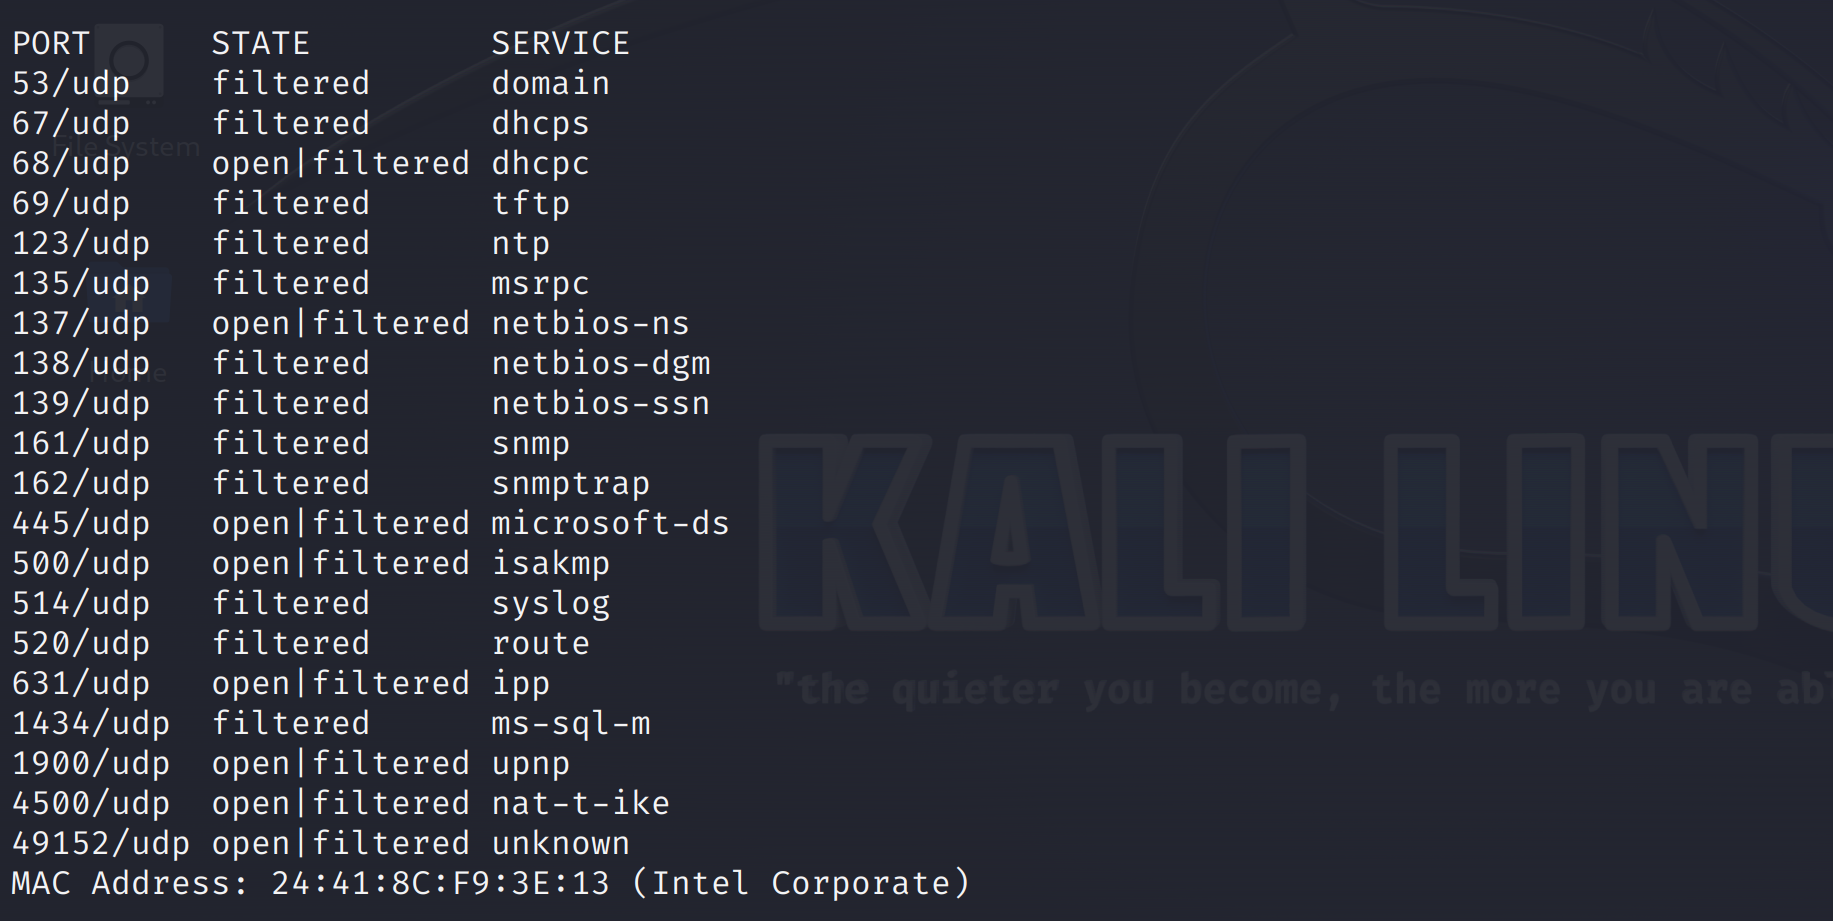 PORT STATE SERVICE
53/udp filtered domain
67/udp filtered dhcps
File System
68/udp open|filtered dhcpc
69/udp filtered tftp
123/udp filtered ntp
135/udp filtered msrpc
137/udp open|filtered netbios-ns
138/udp filtered netbios-dgm
Home
139/udp filtered netbios-ssn
161/udp filtered snmp
162/udp filtered snmptrap
445/udp open|filtered microsoft-ds
500/udp open|filtered isakmp
514/udp filtered syslog
520/udp filtered route
631/udp open|filtered ipp
1434/udp filtered ms-sql-m
1900/udp open|filtered upnp
4500/udp open|filtered nat-t-ike
49152/udp open|filtered unknown
MAC Address: 24:41:8C:F9:3E:13 (Intel Corporate)
KALI LINU
"the quieter you become, the more you are abl